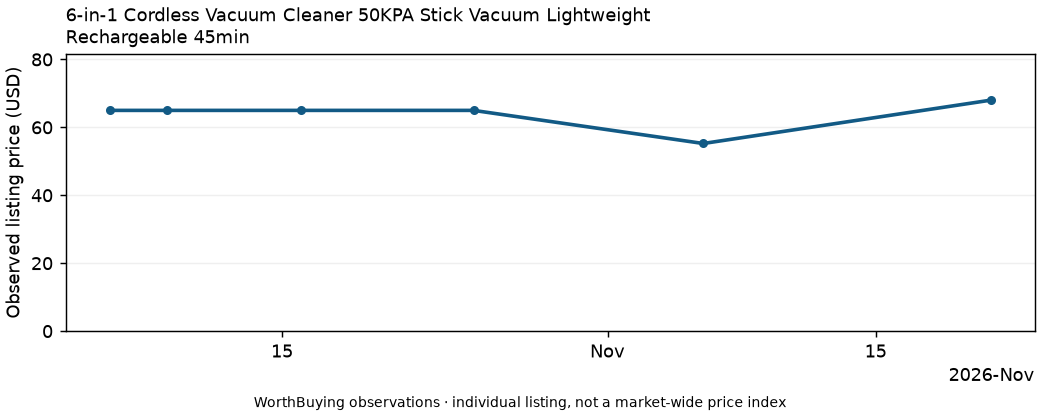 6-in-1 Cordless Vacuum Cleaner 50KPA Stick Vacuum Lightweight
Rechargeable 45min
Observed listing price (USD)
80
60
40
20
0
15
Nov
15
2026-Nov
WorthBuying observations · individual listing, not a market-wide price index